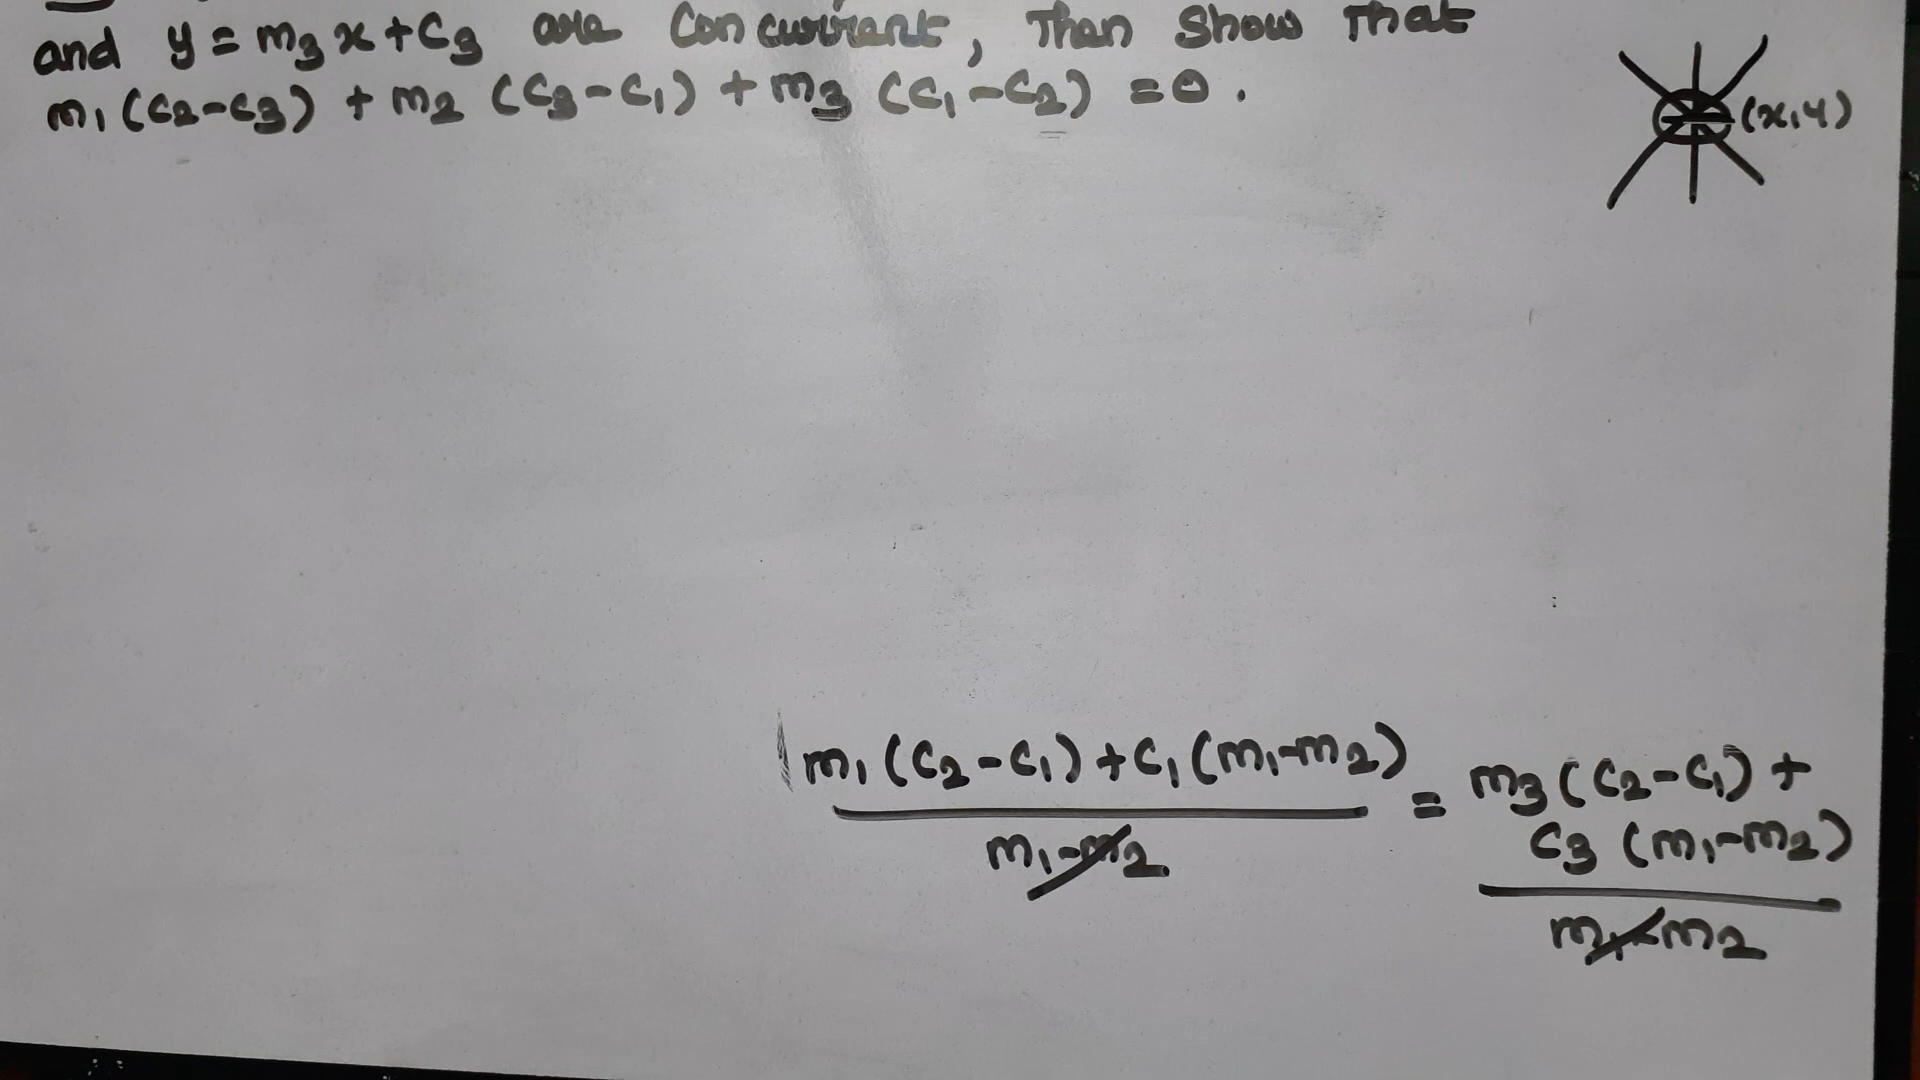 and y = m₃x + c₃ are concurrent, Then Show That
m₁(c₂-c₃) + m₂(c₃-c₁) + m₃(c₁-c₂) = 0.
(x,y)
m₁(c₂-c₁)+c₁(m₁-m₂)
m₁-m₂
=
m₃(c₂-c₁)+
c₃(m₁-m₂)
m₁-m₂